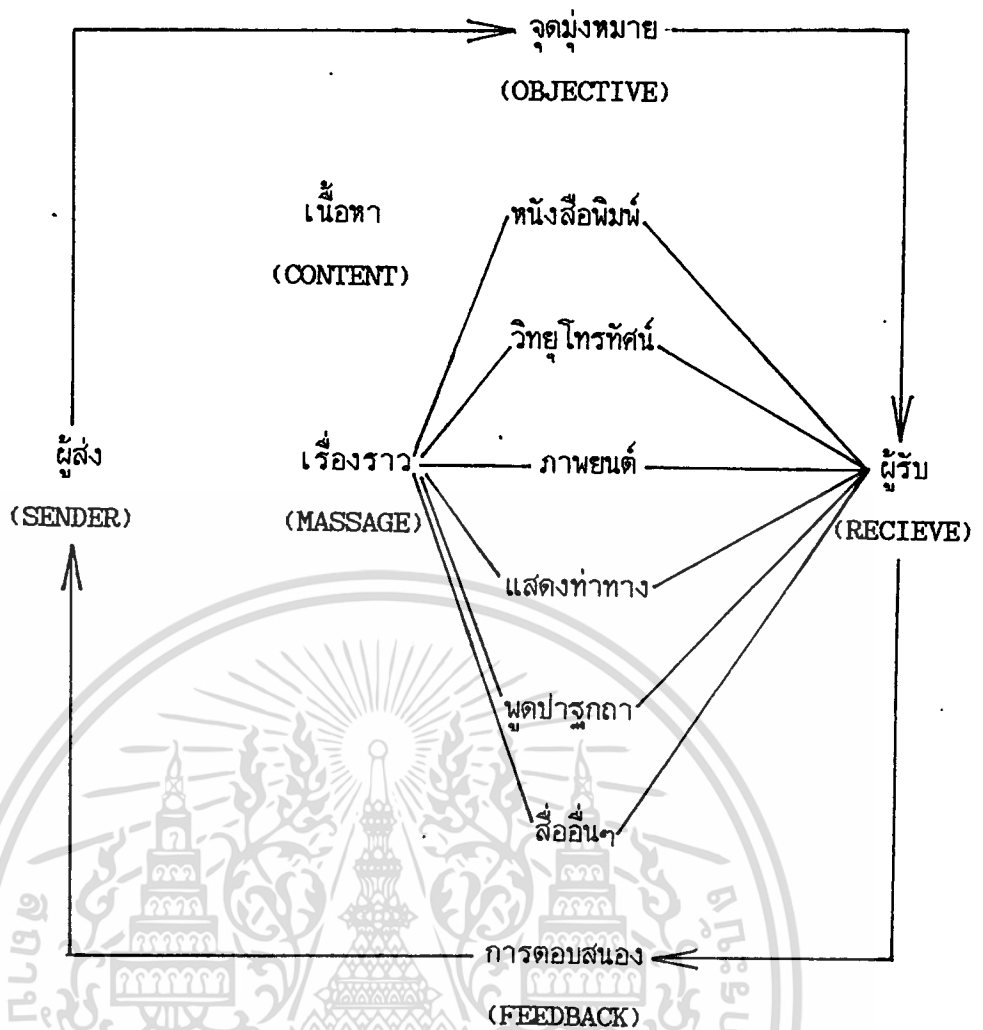 จุดมุ่งหมาย
(OBJECTIVE)
เนื้อหา
(CONTENT)
หนังสือพิมพ์
วิทยุโทรทัศน์
ผู้ส่ง
(SENDER)
เรื่องราว
(MASSAGE)
ภาพยนต์
ผู้รับ
(RECIEVE)
แสดงท่าทาง
พูดปาฐกถา
สื่ออื่นๆ
การตอบสนอง
(FEEDBACK)